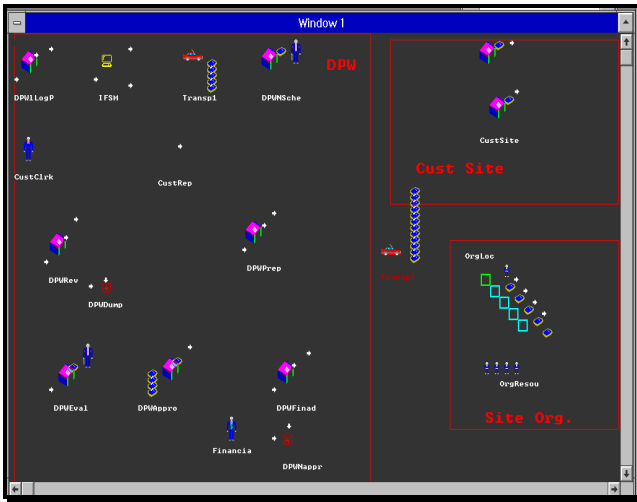 Window 1
DPW
DPW1LogP
IFSM
Transp1
DPWNSche
CustSite
Cust Site
CustClrk
CustRep
DPWRev
DPWDump
DPWPrep
OrgLoc
DPWEval
DPWAppro
DPWFinad
OrgResou
Site Org.
Financia
DPWNappr